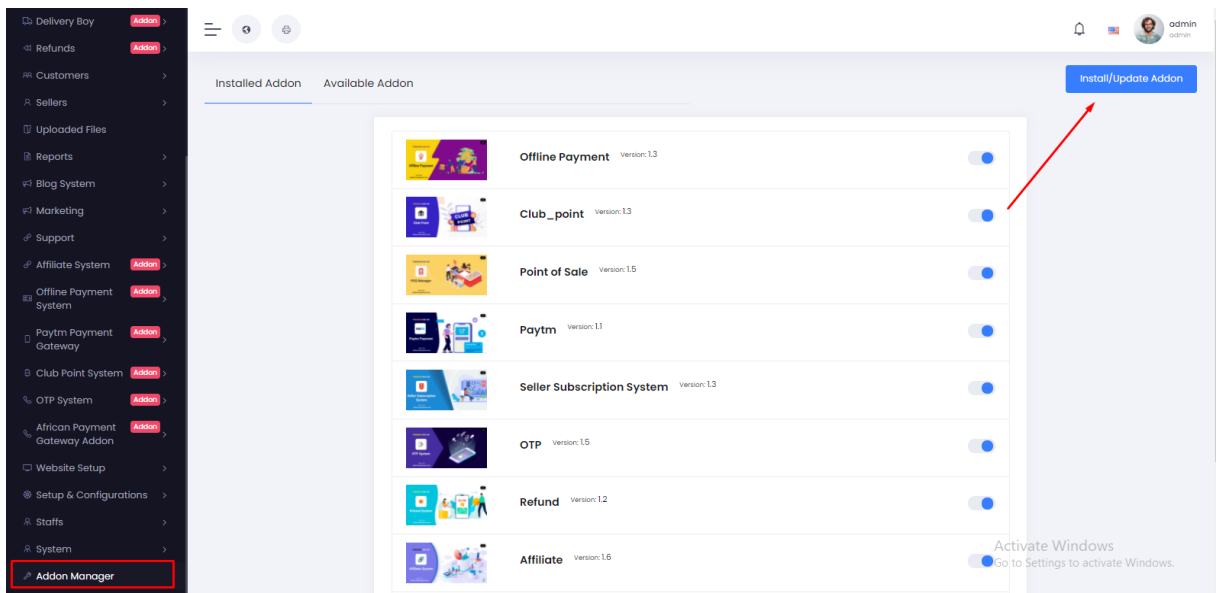 Delivery Boy Addon
Refunds Addon
Customers
Sellers
Uploaded Files
Reports
Blog System
Marketing
Support
Affiliate System Addon
Offline Payment Addon
System
Paytm Payment Addon
Gateway
Club Point System Addon
OTP System Addon
African Payment Addon
Gateway Addon
Website Setup
Setup & Configurations
Staffs
System
Addon Manager
admin
admin
Installed Addon Available Addon
Install/Update Addon
Offline Payment Version: 1.3
Club_point Version: 1.3
Point of Sale Version: 1.5
Paytm Version: 1.1
Seller Subscription System Version: 1.3
OTP Version: 1.5
Refund Version: 1.2
Affiliate Version: 1.6
CLUB
POINT
Activate Windows
Go to Settings to activate Windows.